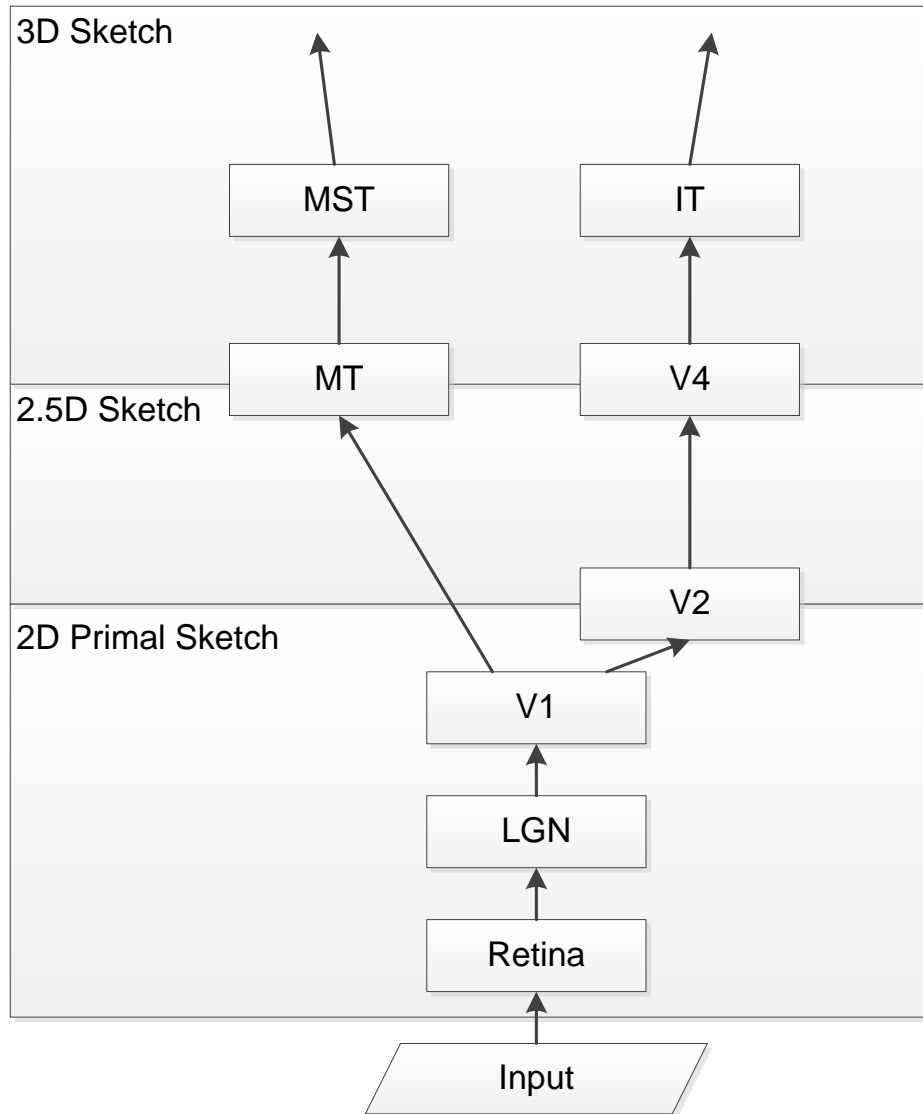 3D Sketch
MST
IT
MT
V4
2.5D Sketch
V2
2D Primal Sketch
V1
LGN
Retina
Input